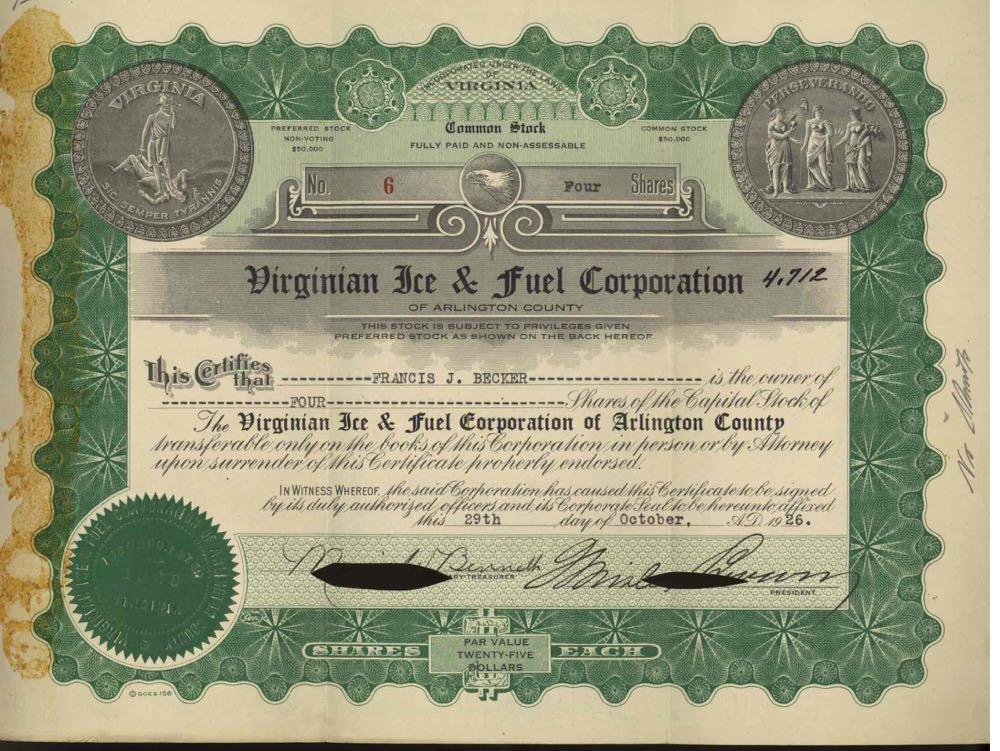 INCORPORATED UNDER THE LAWS
OF
VIRGINIA
VIRGINIA
SIC SEMPER TYRANNIS
PERSEVERANDO
PREFERRED STOCK
NON-VOTING
$50,000
Common Stock
FULLY PAID AND NON-ASSESSABLE
COMMON STOCK
$50,000
No. 6 Four Shares
Virginian Ice & Fuel Corporation 4.712
OF ARLINGTON COUNTY
THIS STOCK IS SUBJECT TO PRIVILEGES GIVEN
PREFERRED STOCK AS SHOWN ON THE BACK HEREOF
This Certifies that FRANCIS J. BECKER is the owner of
FOUR Shares of the Capital Stock of
The Virginian Ice & Fuel Corporation of Arlington County
transferable only on the books of this Corporation in person or by Attorney
upon surrender of this Certificate properly endorsed.
IN WITNESS WHEREOF, the said Corporation has caused this Certificate to be signed
by its duly authorized officers and its Corporate Seal to be hereunto affixed
this 29th day of October, A.D. 1926.
Bennett
RY-TREASURER
PRESIDENT
INCORPORATED
VIRGINIA
SHARES
PAR VALUE
TWENTY-FIVE
DOLLARS
EACH
© GOES 156
No